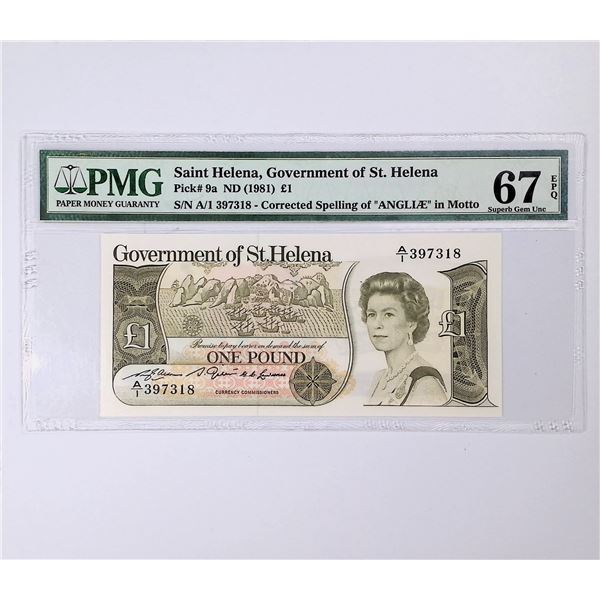 PMG
PAPER MONEY GUARANTY
Saint Helena, Government of St. Helena
Pick# 9a ND (1981) £1
S/N A/1 397318 - Corrected Spelling of "ANGLIÆ" in Motto
67 EPQ
Superb Gem Unc
Government of St.Helena
A/1 397318
£1
£1
Promise to pay bearer on demand the sum of
ONE POUND
A/1 397318
CURRENCY COMMISSIONERS